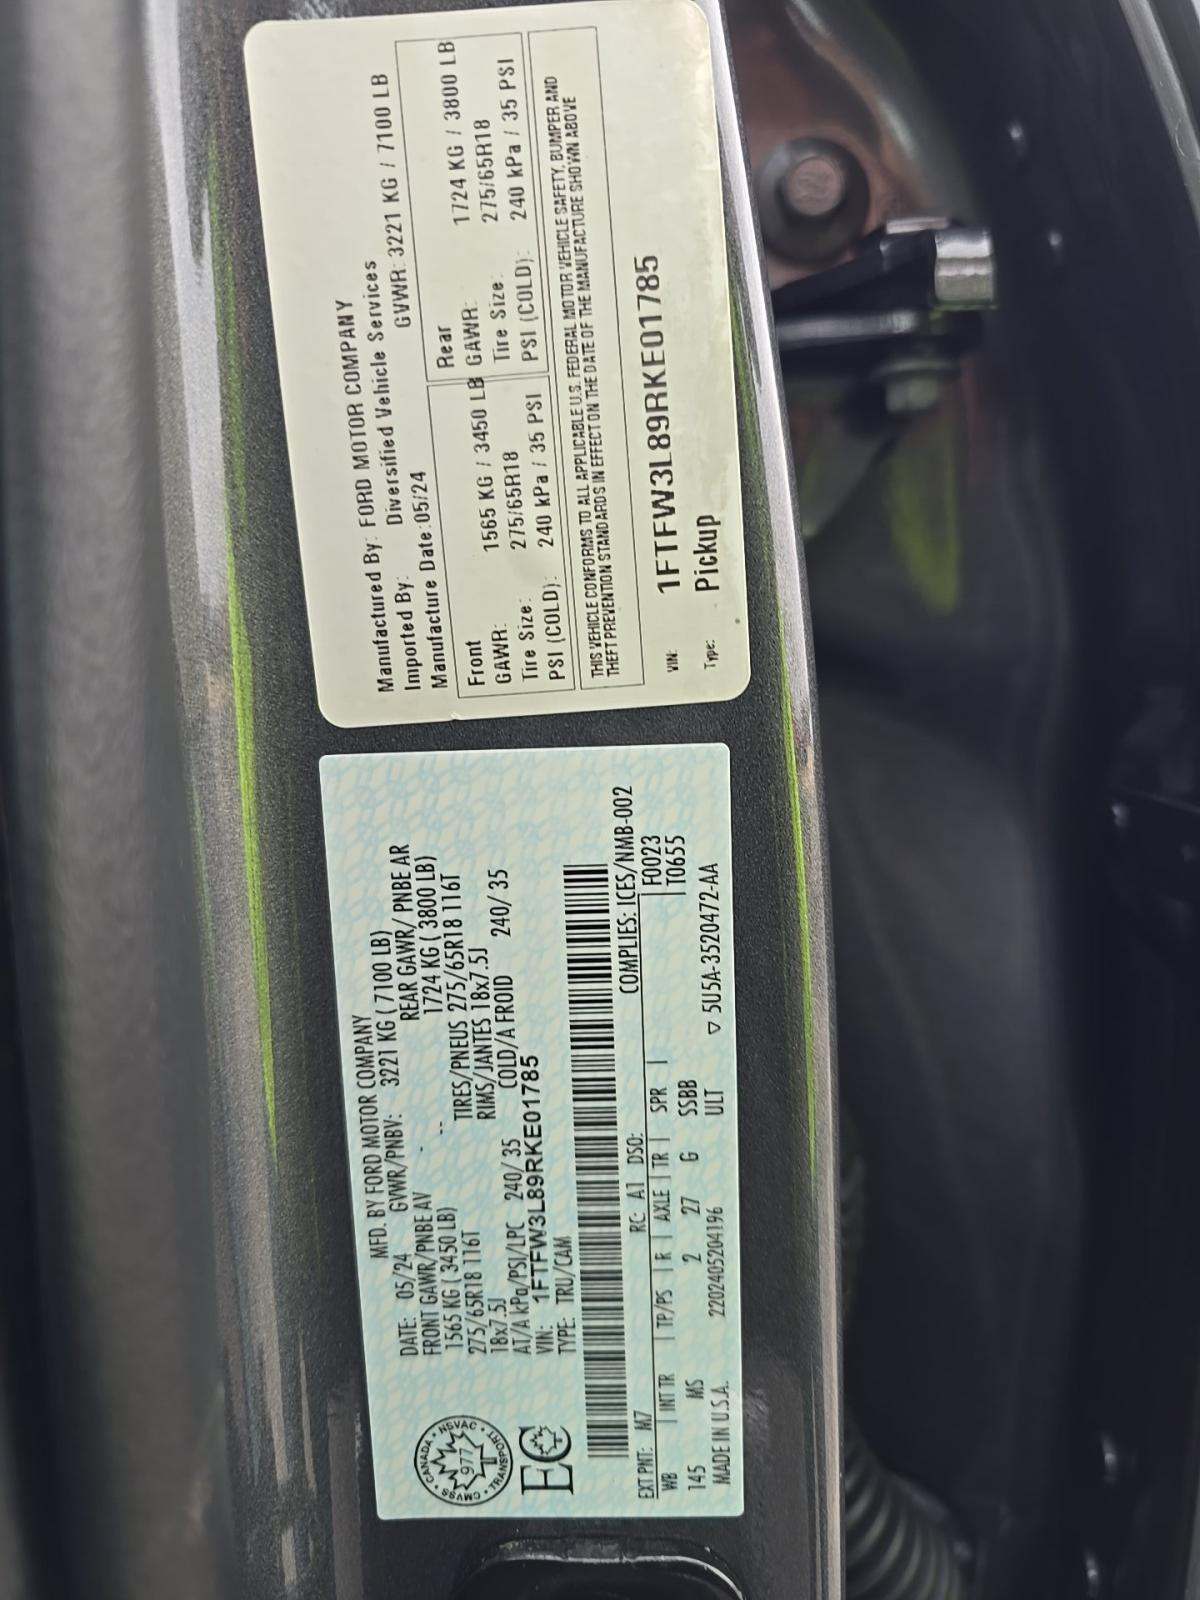 MFD. BY FORD MOTOR COMPANY
DATE: 05/24 GVWR/PNBV: 3221 KG ( 7100 LB)
FRONT GAWR/PNBE AV REAR GAWR/ PNBE AR
1565 KG ( 3450 LB) 1724 KG ( 3800 LB)
275/65R18 116T TIRES/PNEUS 275/65R18 116T
18x7.5J RIMS/JANTES 18x7.5J
AT/A kPa/PSI/LPC 240/ 35 COLD/A FROID 240/ 35
VIN: 1FTFW3L89RKE01785
TYPE: TRU/CAM
CANADA • NSVAC • TRANSPORT • CMVSS •
977
EC
COMPLIES: ICES/NMB-002
EXT PNT: M7 RC: A1 DSO: F0023
WB | INT TR | TP/PS | R | AXLE | TR | SPR | T0655
145 MS 2 27 G SSBB
MADE IN U.S.A. 2202405204196 ULT ▽ 5U5A-3520472-AA
Manufactured By: FORD MOTOR COMPANY
Imported By: Diversified Vehicle Services
Manufacture Date:05/24 GVWR: 3221 KG / 7100 LB
Front Rear
GAWR: 1565 KG / 3450 LB GAWR: 1724 KG / 3800 LB
Tire Size: 275/65R18 Tire Size: 275/65R18
PSI (COLD): 240 kPa / 35 PSI PSI (COLD): 240 kPa / 35 PSI
THIS VEHICLE CONFORMS TO ALL APPLICABLE U.S. FEDERAL MOTOR VEHICLE SAFETY, BUMPER AND
THEFT PREVENTION STANDARDS IN EFFECT ON THE DATE OF THE MANUFACTURE SHOWN ABOVE
VIN: 1FTFW3L89RKE01785
Type: Pickup